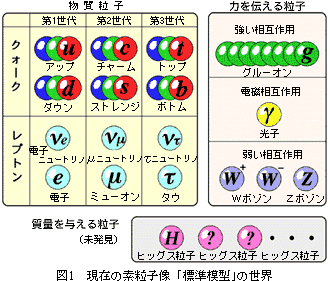 物質粒子
第1世代 第2世代 第3世代
クォーク
u c t
アップ チャーム トップ
d s b
ダウン ストレンジ ボトム
レプトン
νe νμ ντ
電子ニュートリノ μニュートリノ τニュートリノ
e μ τ
電子 ミューオン タウ
力を伝える粒子
強い相互作用
g
グルーオン
電磁相互作用
γ
光子
弱い相互作用
W+ W- Z
Wボソン Zボソン
質量を与える粒子
(未発見)
H ? ? ・・・
ヒッグス粒子 ヒッグス粒子 ヒッグス粒子
図1 現在の素粒子像「標準模型」の世界